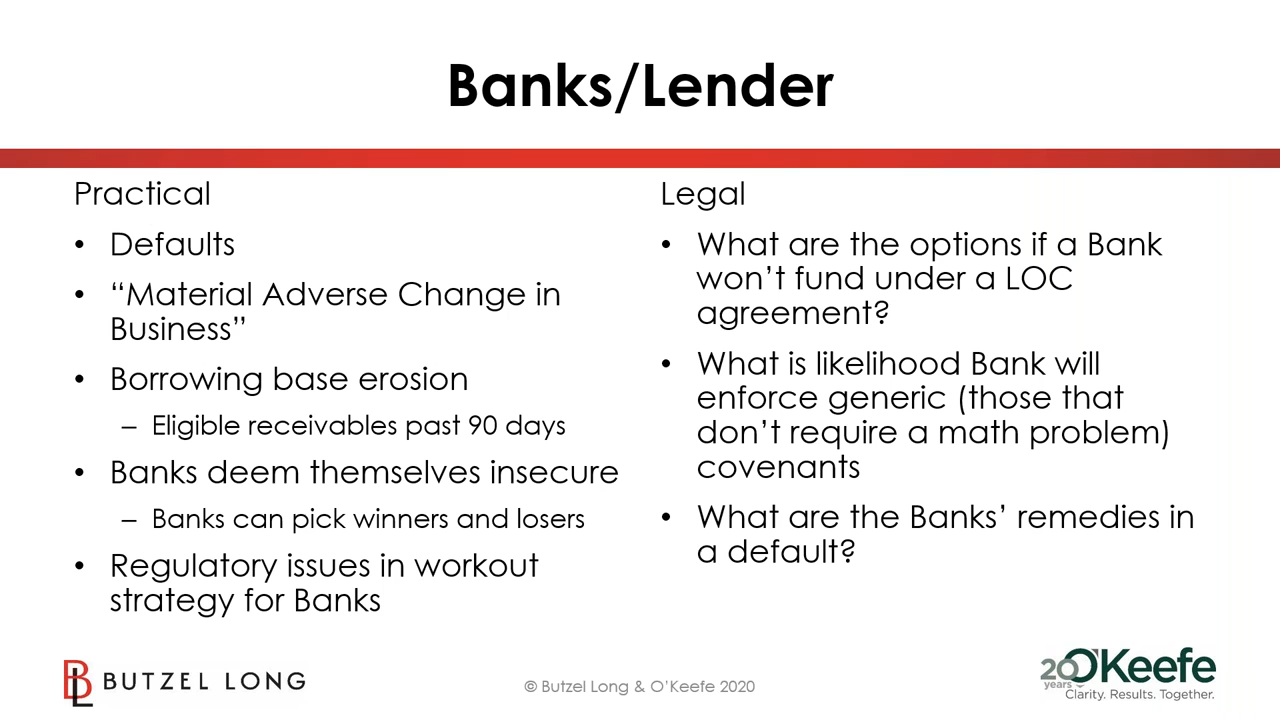 Banks/Lender
Practical
• Defaults
• “Material Adverse Change in
Business”
• Borrowing base erosion
– Eligible receivables past 90 days
• Banks deem themselves insecure
– Banks can pick winners and losers
• Regulatory issues in workout
strategy for Banks
Legal
• What are the options if a Bank
won’t fund under a LOC
agreement?
• What is likelihood Bank will
enforce generic (those that
don’t require a math problem)
covenants
• What are the Banks’ remedies in
a default?
BL BUTZEL LONG
© Butzel Long & O’Keefe 2020
20 years O’Keefe
Clarity. Results. Together.